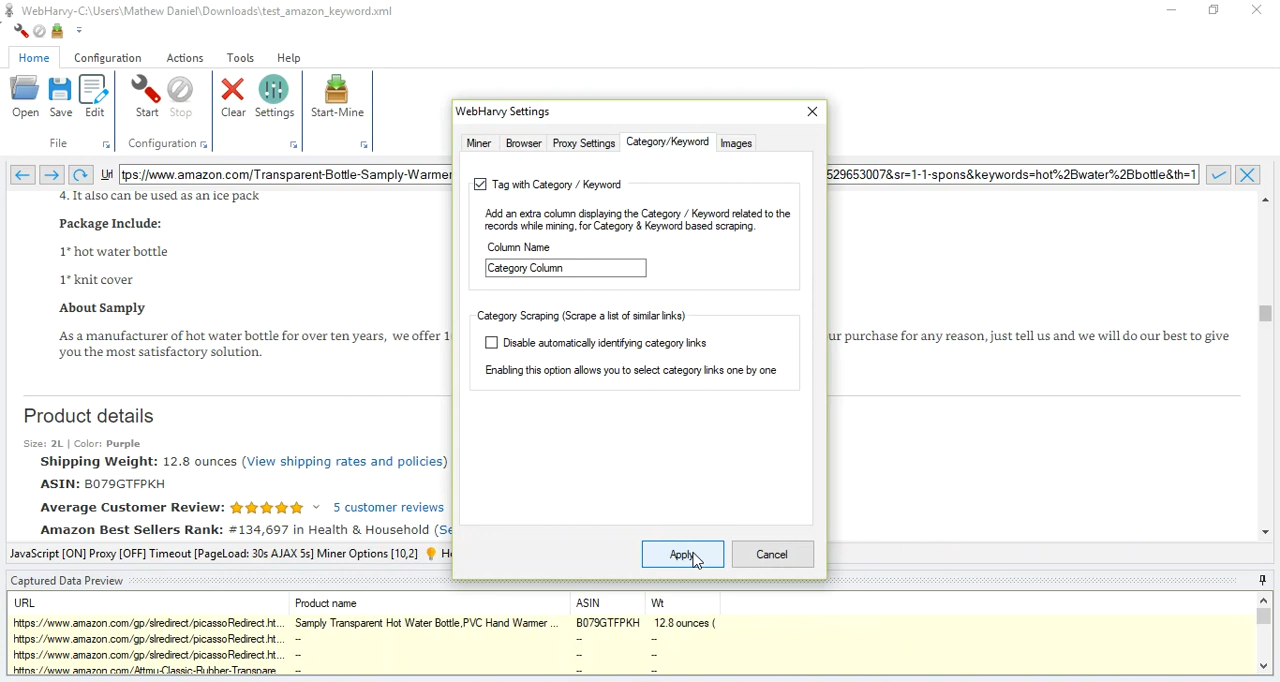 WebHarvy-C:\Users\Mathew Daniel\Downloads\test_amazon_keyword.xml
Home Configuration Actions Tools Help
Open Save Edit Start Stop Clear Settings Start-Mine
File Configuration
Url tps://www.amazon.com/Transparent-Bottle-Samply-Warmer 529653007&sr=1-1-spons&keywords=hot%2Bwater%2Bbottle&th=1
4. It also can be used as an ice pack
Package Include:
1* hot water bottle
1* knit cover
About Samply
As a manufacturer of hot water bottle for over ten years, we offer 1 ur purchase for any reason, just tell us and we will do our best to give
you the most satisfactory solution.
Product details
Size: 2L | Color: Purple
Shipping Weight: 12.8 ounces (View shipping rates and policies)
ASIN: B079GTFPKH
Average Customer Review: 5 customer reviews
Amazon Best Sellers Rank: #134,697 in Health & Household (Se
JavaScript [ON] Proxy [OFF] Timeout [PageLoad: 30s AJAX 5s] Miner Options [10,2] H
WebHarvy Settings
Miner Browser Proxy Settings Category/Keyword Images
Tag with Category / Keyword
Add an extra column displaying the Category / Keyword related to the
records while mining, for Category & Keyword based scraping.
Column Name
Category Column
Category Scraping (Scrape a list of similar links)
Disable automatically identifying category links
Enabling this option allows you to select category links one by one
Apply Cancel
Captured Data Preview
URL Product name ASIN Wt
https://www.amazon.com/gp/slredirect/picassoRedirect.ht... Samply Transparent Hot Water Bottle,PVC Hand Warmer ... B079GTFPKH 12.8 ounces (
https://www.amazon.com/gp/slredirect/picassoRedirect.ht... -- -- --
https://www.amazon.com/gp/slredirect/picassoRedirect.ht... -- -- --
https://www.amazon.com/Attmu-Classic-Rubber-Transpare... -- -- --